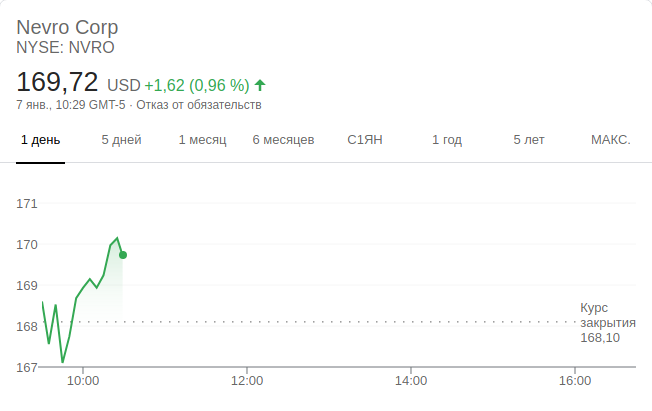 Nevro Corp
NYSE: NVRO
169,72 USD +1,62 (0,96 %)
7 янв., 10:29 GMT-5 · Отказ от обязательств
1 день 5 дней 1 месяц 6 месяцев С1ЯН 1 год 5 лет МАКС.
171
170
169
168
167
Курс
закрытия
168,10
10:00 12:00 14:00 16:00